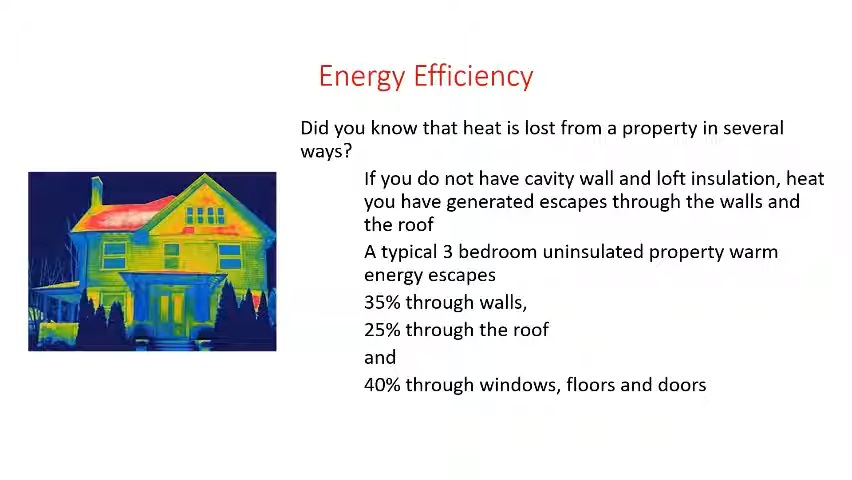 Energy Efficiency
Did you know that heat is lost from a property in several
ways?
If you do not have cavity wall and loft insulation, heat
you have generated escapes through the walls and
the roof
A typical 3 bedroom uninsulated property warm
energy escapes
35% through walls,
25% through the roof
and
40% through windows, floors and doors